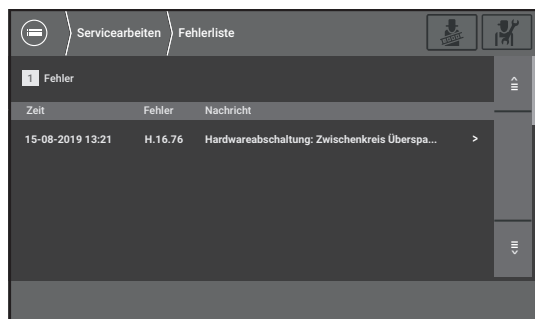 Servicearbeiten Fehlerliste
1 Fehler
Zeit Fehler Nachricht
15-08-2019 13:21 H.16.76 Hardwareabschaltung: Zwischenkreis Überspa... >